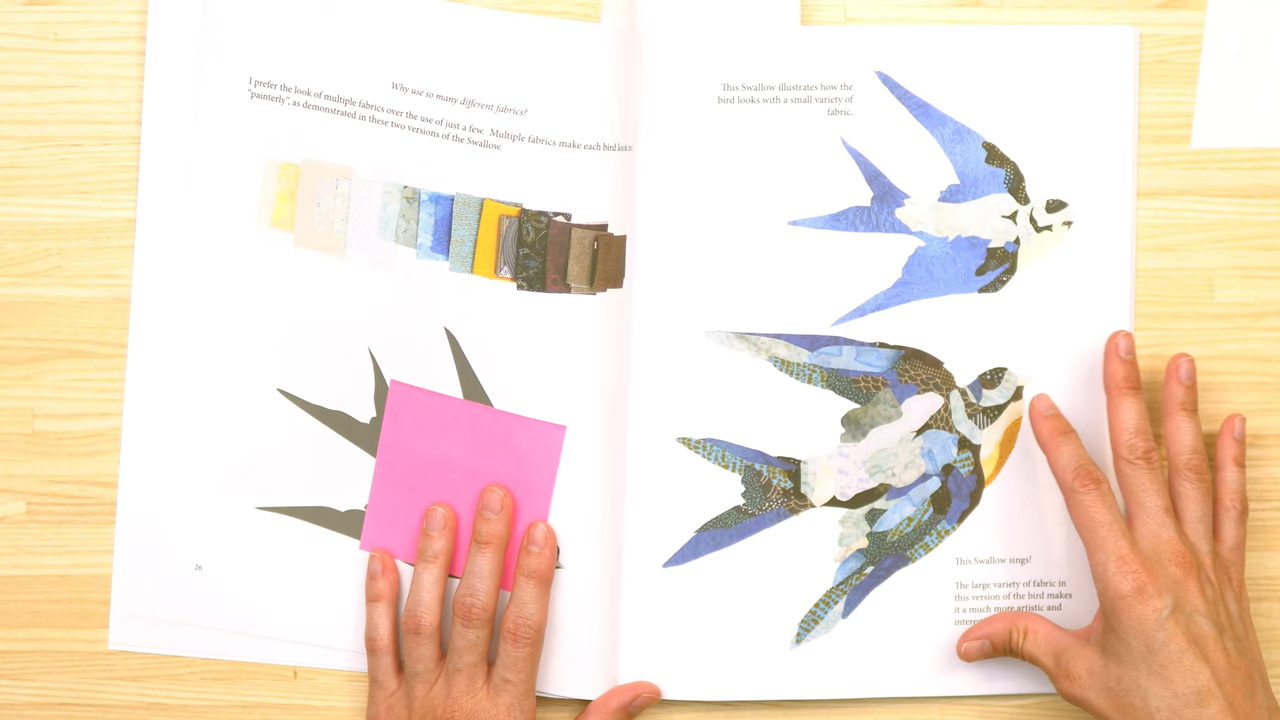 Why use so many different fabrics?
I prefer the look of multiple fabrics over the use of just a few. Multiple fabrics make each bird look
"painterly", as demonstrated in these two versions of the Swallow.
26
This Swallow illustrates how the
bird looks with a small variety of
fabric.
This Swallow sings!
The large variety of fabric in
this version of the bird makes
it a much more artistic and